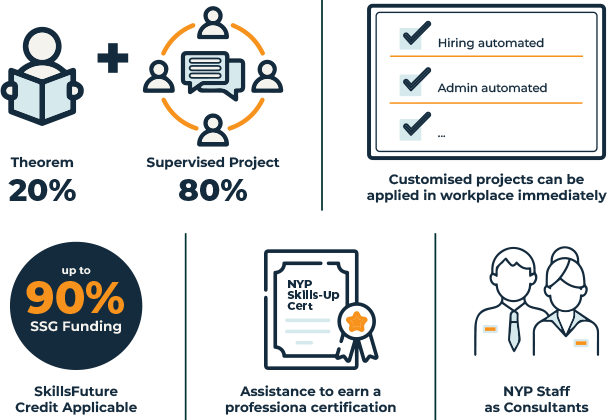 Theorem
20%
Supervised Project
80%
Hiring automated
Admin automated
...
Customised projects can be
applied in workplace immediately
up to
90%
SSG Funding
SkillsFuture
Credit Applicable
NYP
Skills-Up
Cert
Assistance to earn a
professiona certification
NYP Staff
as Consultants